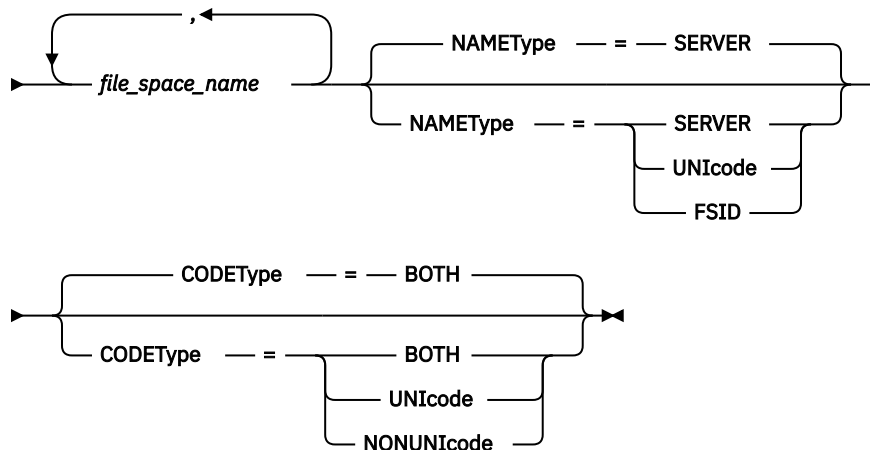 ,
file_space_name
NAMEType = SERVER
NAMEType = SERVER
UNIcode
FSID
CODEType = BOTH
CODEType = BOTH
UNIcode
NONUNIcode